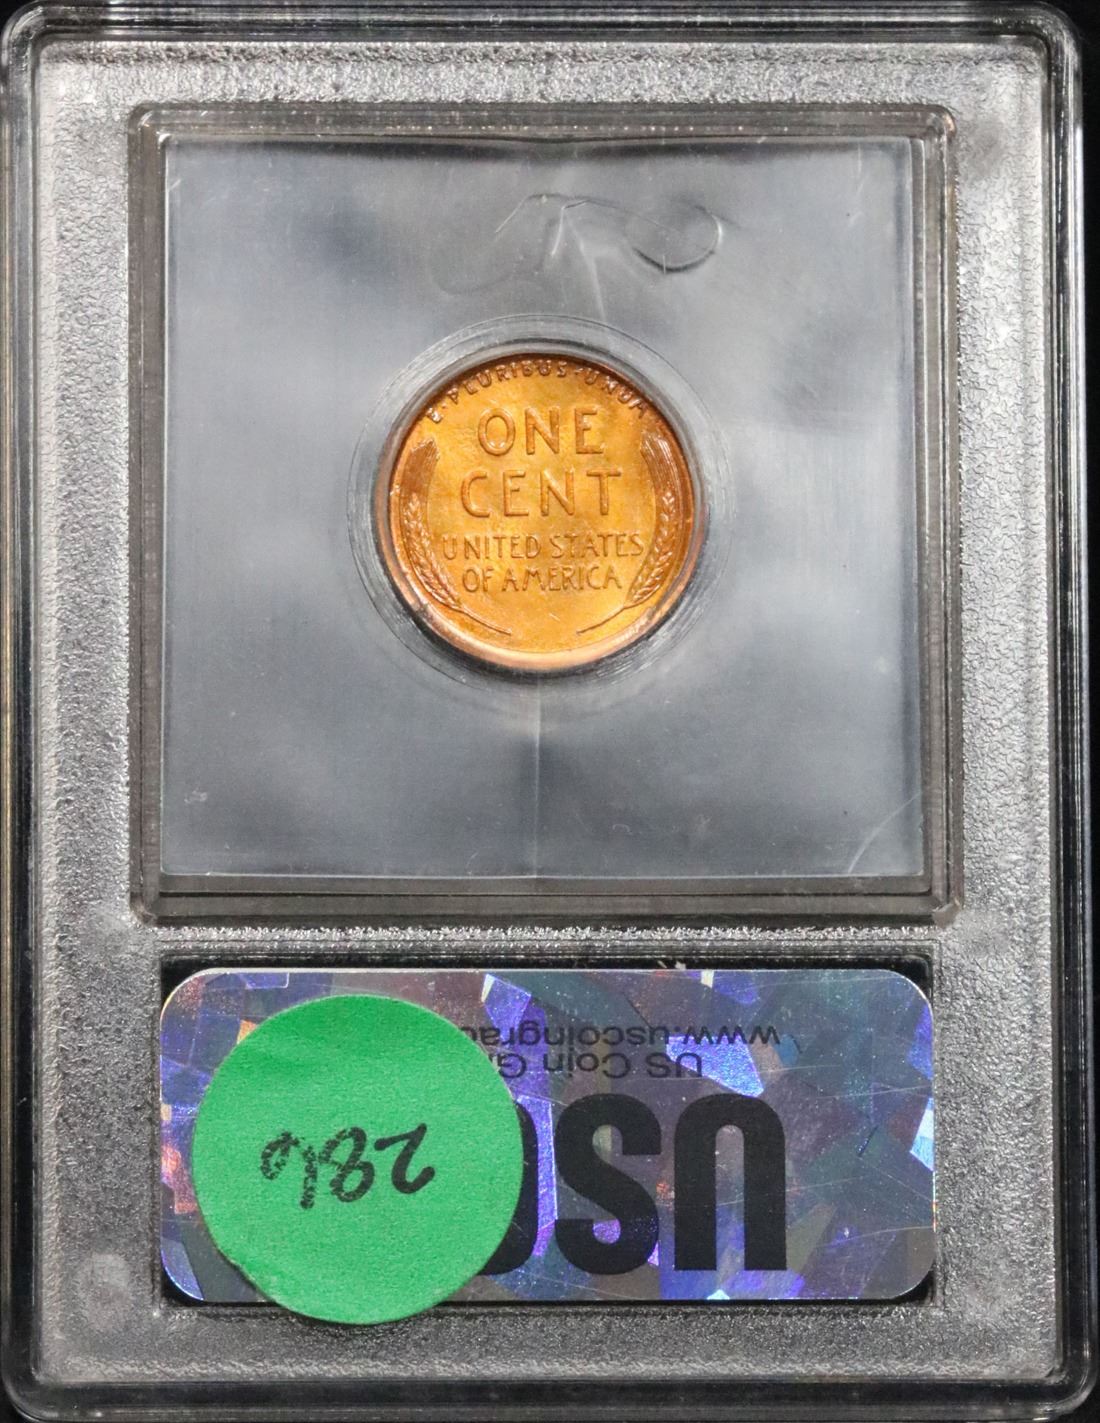 E·PLURIBUS·UNUM
ONE
CENT
UNITED STATES
OF AMERICA
USC
US Coin G
www.uscoingrad
286